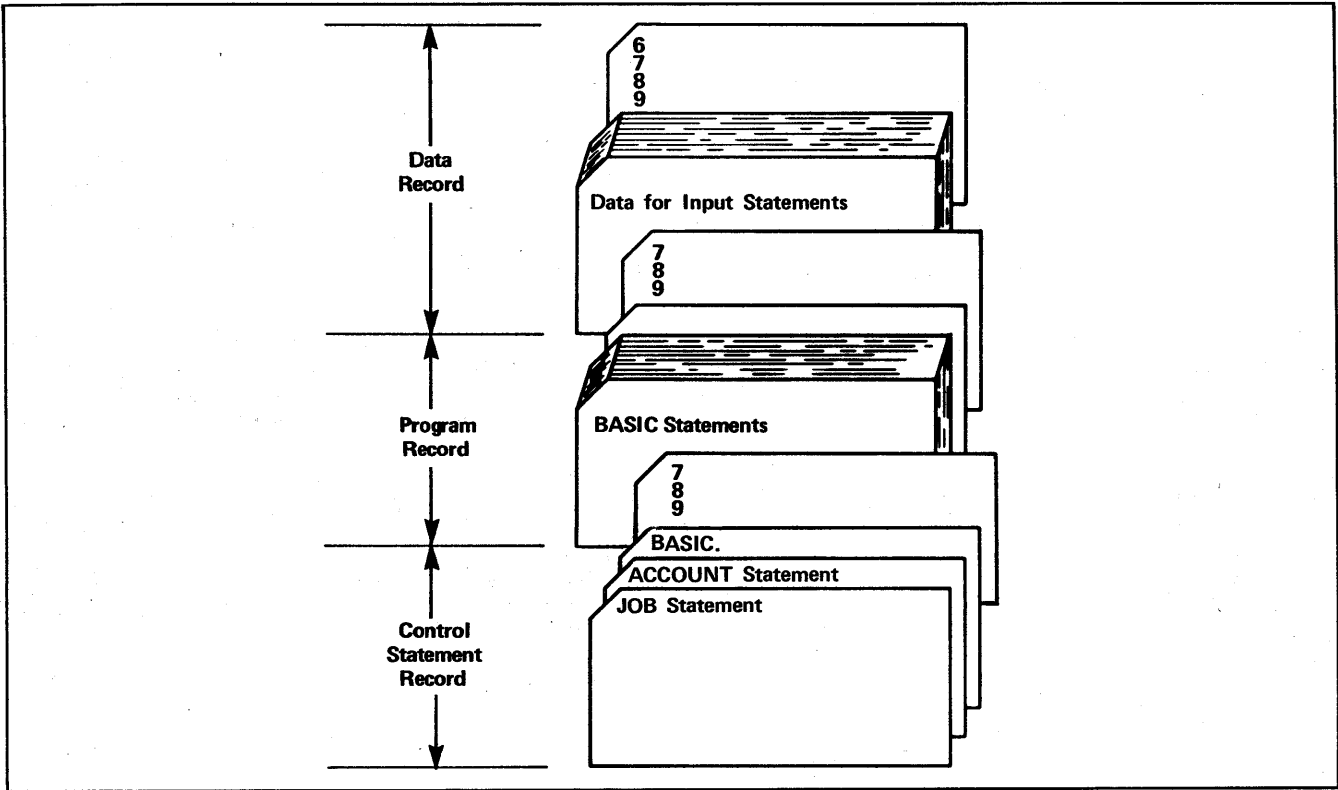 6
7
8
9
Data
Record
Data for Input Statements
7
8
9
Program
Record
BASIC Statements
7
8
9
BASIC.
ACCOUNT Statement
JOB Statement
Control
Statement
Record